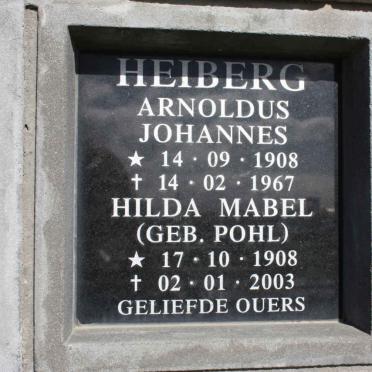 HEIBERG
ARNOLDUS
JOHANNES
★ 14 · 09 · 1908
✝ 14 · 02 · 1967
HILDA MABEL
(GEB. POHL)
★ 17 · 10 · 1908
✝ 02 · 01 · 2003
GELIEFDE OUERS